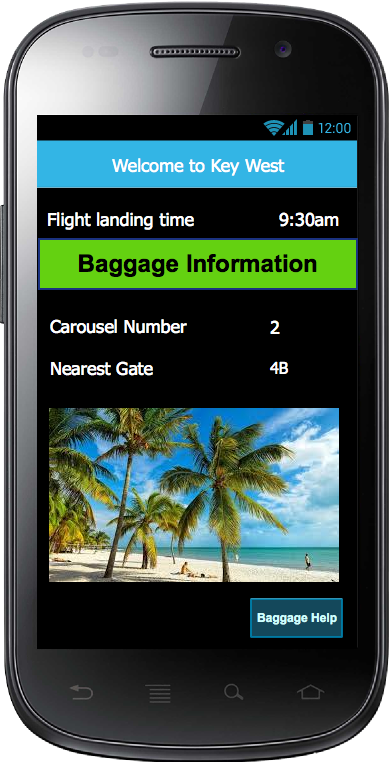 12:00
Welcome to Key West
Flight landing time 9:30am
Baggage Information
Carousel Number 2
Nearest Gate 4B
Baggage Help